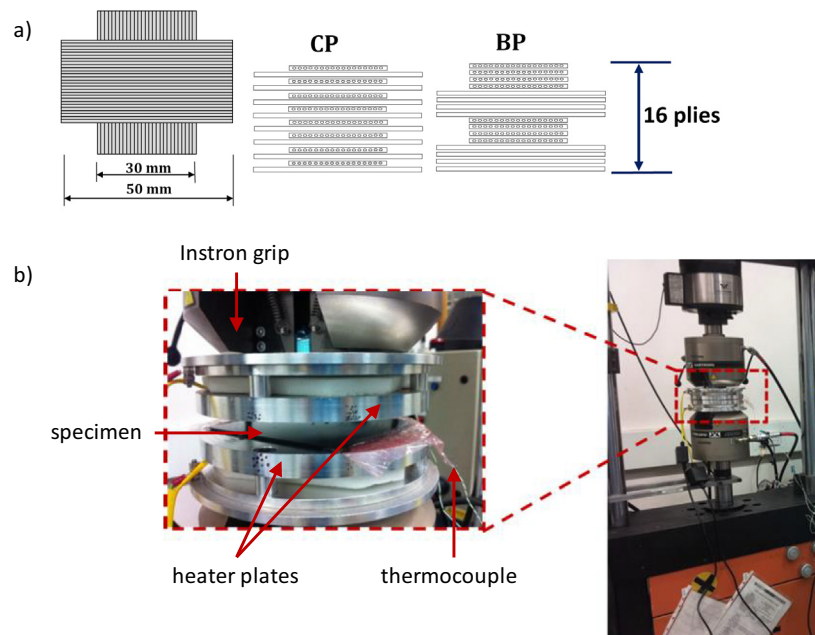 a)
CP
BP
16 plies
30 mm
50 mm
b)
Instron grip
specimen
heater plates
thermocouple